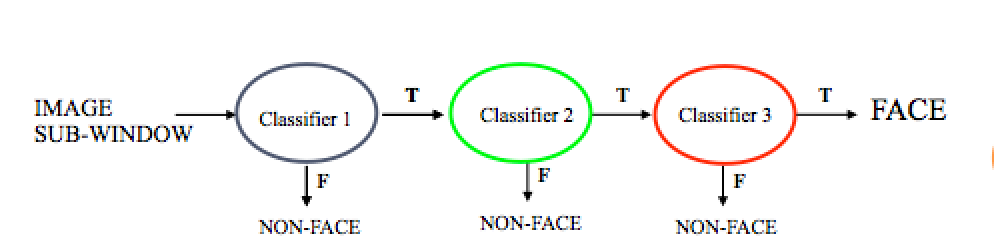 IMAGE
SUB-WINDOW
Classifier 1
T
Classifier 2
T
Classifier 3
T
FACE
F
NON-FACE
F
NON-FACE
F
NON-FACE